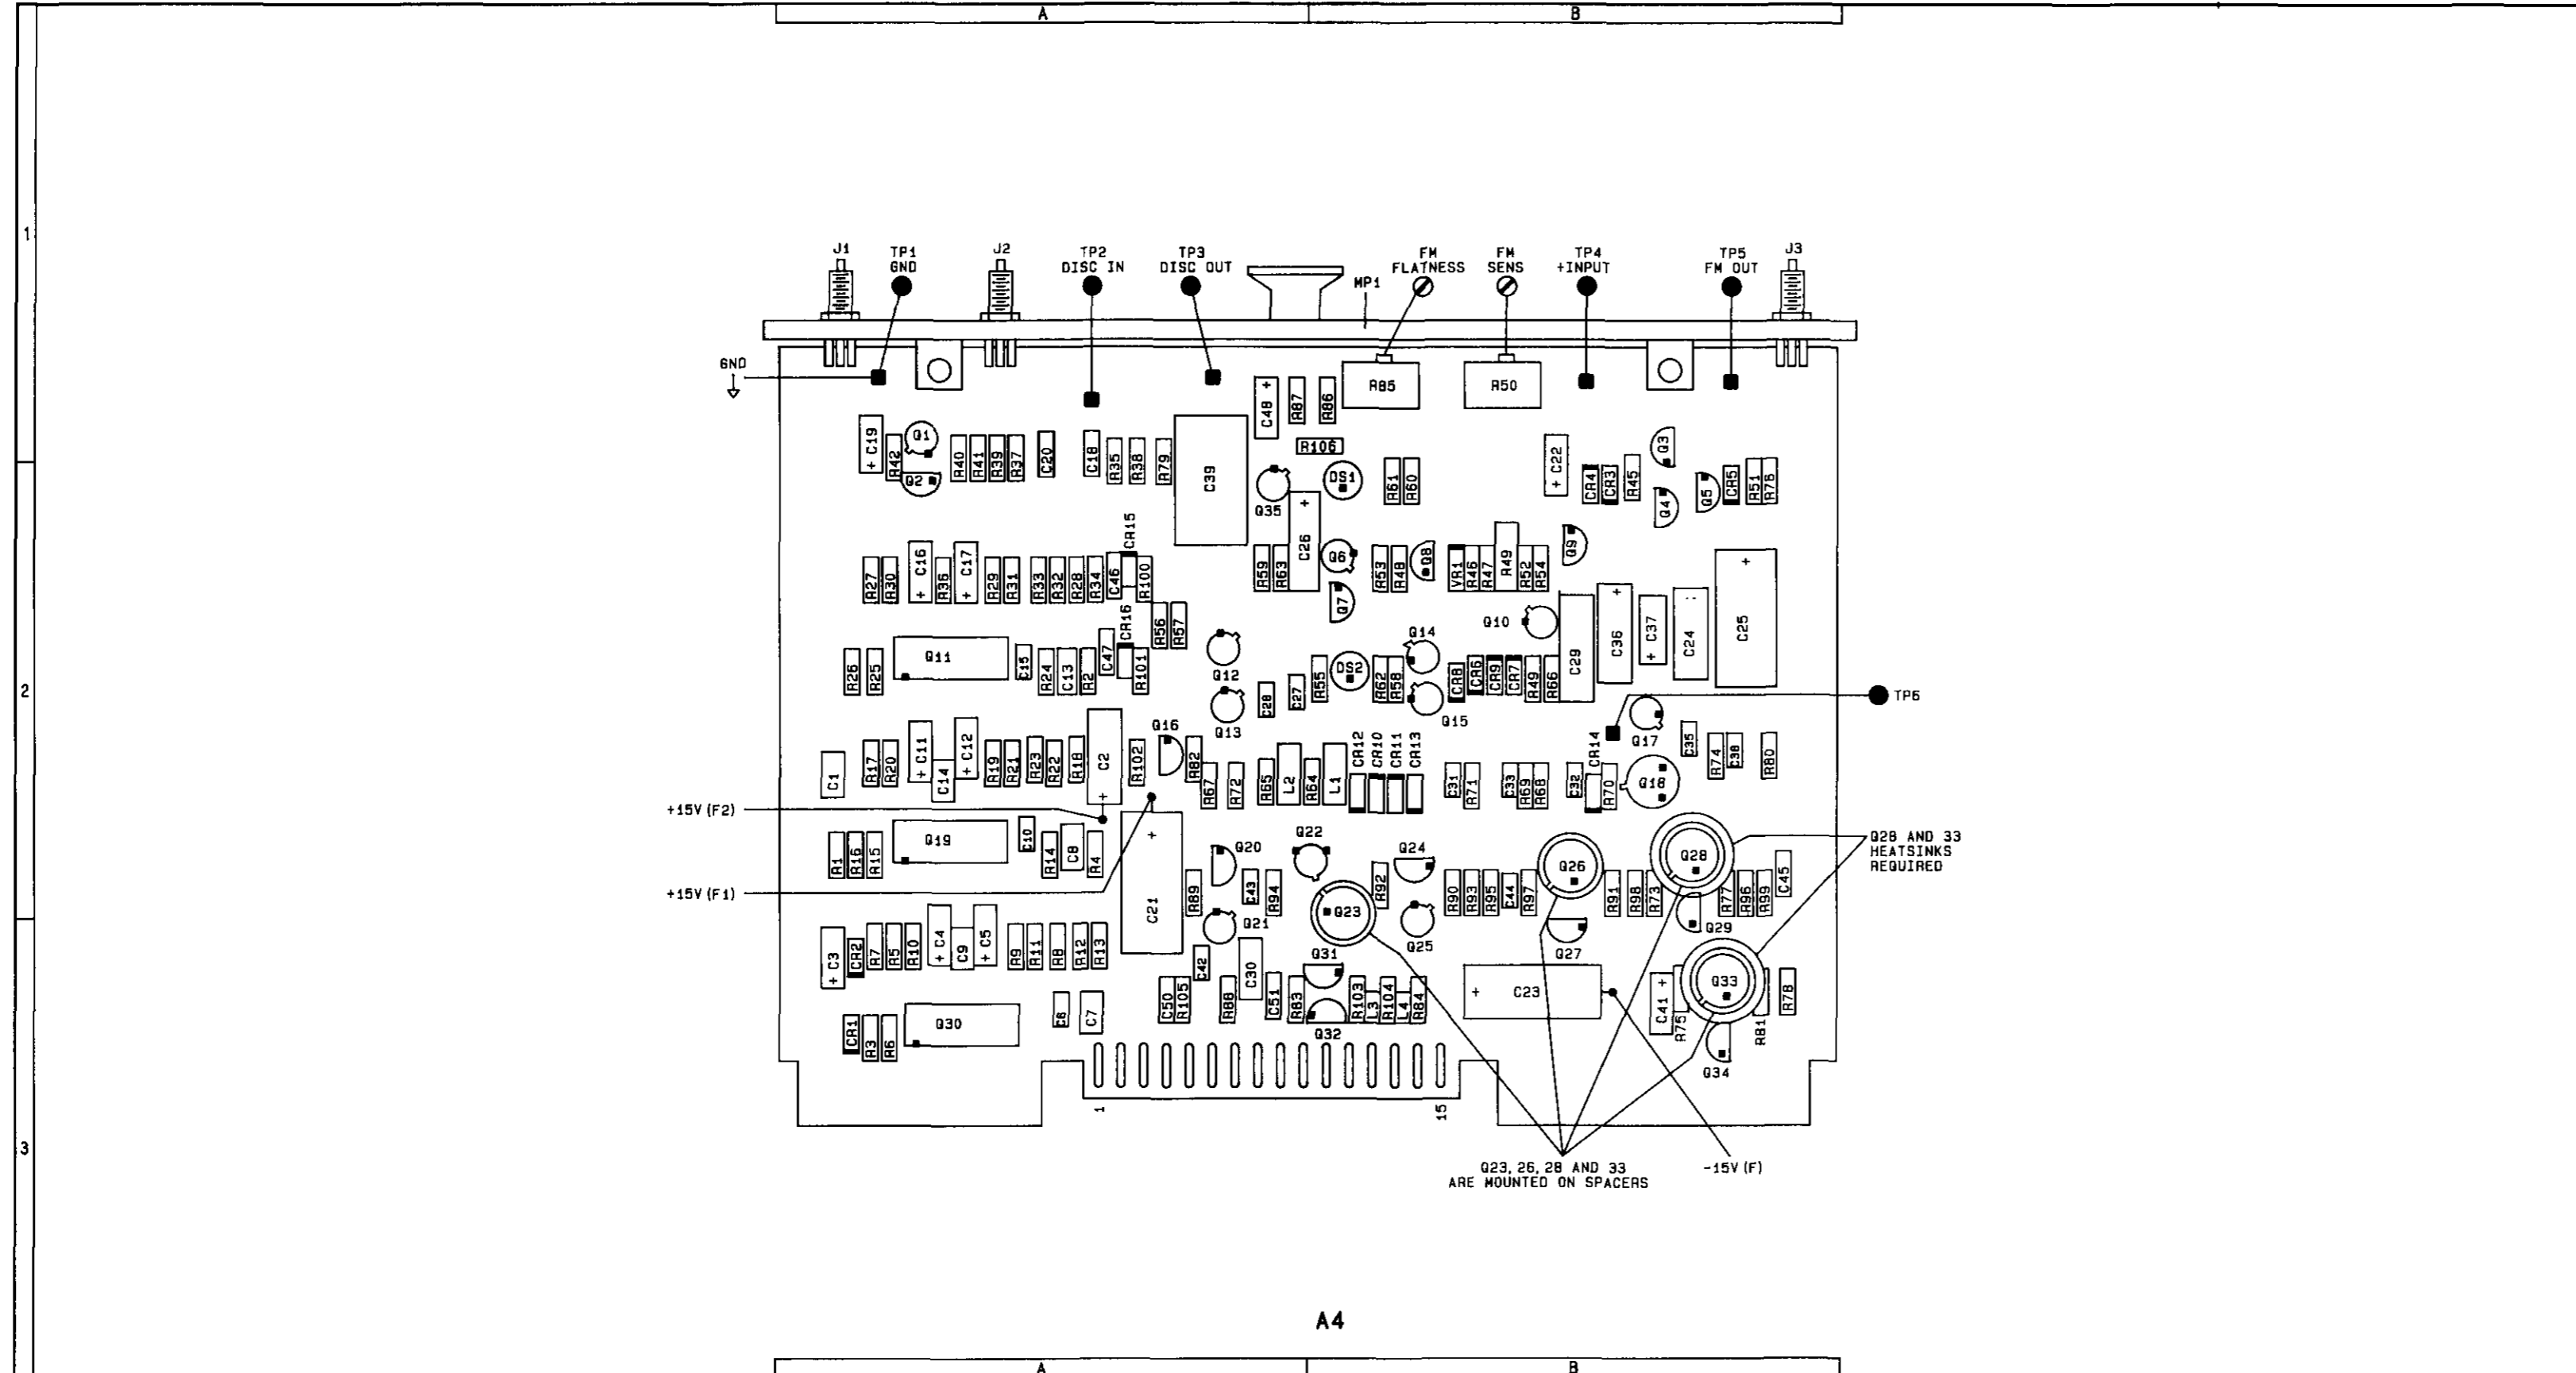 A B
1
J1 TP1 J2 TP2 TP3 FM FM TP4 TP5 J3
GND DISC IN DISC OUT FLATNESS SENS +INPUT FM OUT
MP1
GND
R85 R50
C48 + R87 R86
+ C19 R42 Q1 R40 R41 R39 R37 C20 C18 R35 R38 R79 C39 R106 C22 + Q3
Q2 Q35 DS1 R61 R60 CR4 CR3 R45 Q4 Q5 CR5 R51 R76
CR15
R27 R30 C16 + R36 C17 + R29 R31 R33 R32 R28 R34 C46 R100 R59 R63 C26 + Q6 R53 R48 Q8 VR1 R46 R47 R49 R52 R54 Q9
CR16 R56 R57 Q7 Q10 C29 C36 + C37 + C24 C25 +
R26 R25 Q11 C15 R24 C13 R2 C47 R101 Q12 Q14
Q13 C28 C27 R55 DS2 R62 R58 Q15 CR8 CR6 CR9 CR7 R49 R66
2
TP6
C1 R17 R20 + C11 C14 + C12 R19 R21 R23 R22 R18 C2 + R102 Q16 R82 CR12 CR10 CR11 CR13 CR14 Q17 C35 R74 C38 R80
R67 R72 R65 L2 R64 L1 C31 R71 C33 R69 R68 C32 R70 Q18
+15V (F2)
R1 R16 R15 Q19 C10 R14 C8 R4 + C21 Q20 Q22 Q24 Q26 Q28 C45
Q28 AND 33
HEATSINKS
REQUIRED
+15V (F1)
R89 C43 R94 Q23 R92 R90 R93 R95 C44 R97 R91 R98 R73 R77 R96 R99
Q21 Q25 Q27 Q29
+ C3 CR2 R7 R5 R10 + C4 C9 + C5 R9 R11 R8 R12 R13 C42 C30 Q31 Q33
CR1 R3 R6 Q30 C6 C7 C50 R105 R88 C51 R83 Q32 R103 L3 R104 L4 R84 + C23 C41 + R75 R81 R78
Q34
1 15
3
Q23, 26, 28 AND 33
ARE MOUNTED ON SPACERS
-15V (F)
A4
A B